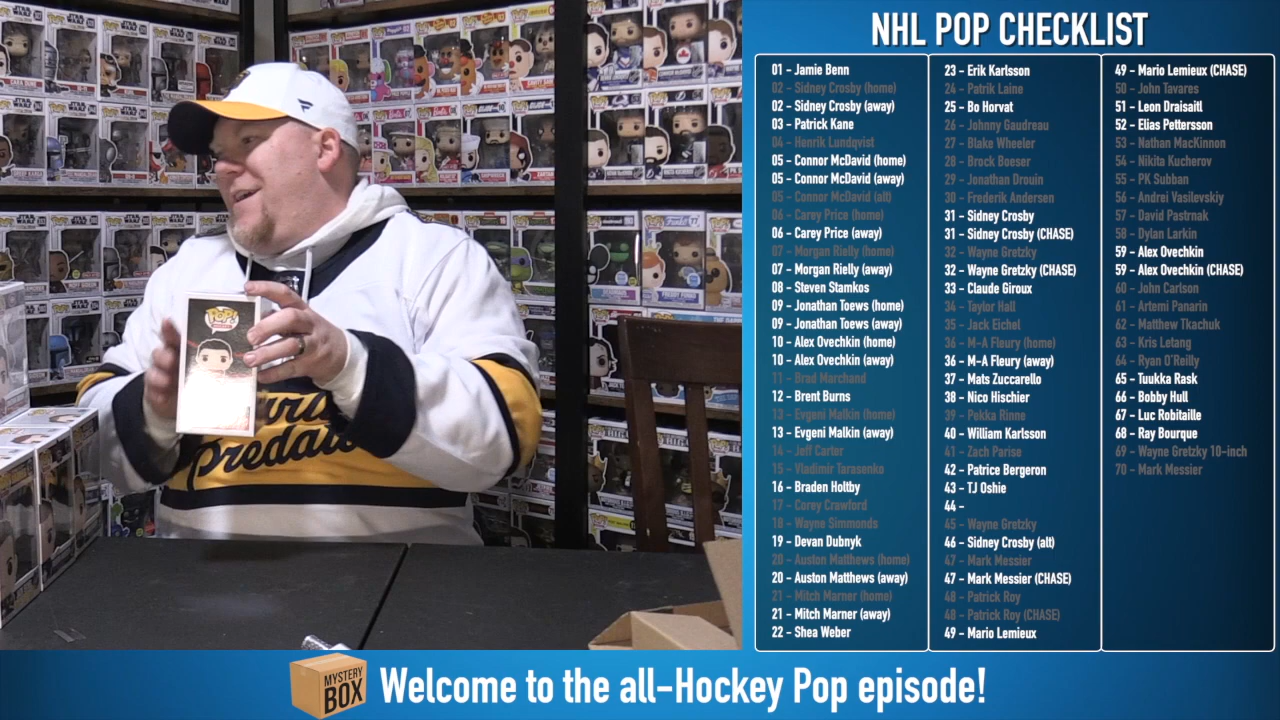 NHL POP CHECKLIST
01 - Jamie Benn
02 - Sidney Crosby (home)
02 - Sidney Crosby (away)
03 - Patrick Kane
04 - Henrik Lundqvist
05 - Connor McDavid (home)
05 - Connor McDavid (away)
05 - Connor McDavid (alt)
06 - Carey Price (home)
06 - Carey Price (away)
07 - Morgan Rielly (home)
07 - Morgan Rielly (away)
08 - Steven Stamkos
09 - Jonathan Toews (home)
09 - Jonathan Toews (away)
10 - Alex Ovechkin (home)
10 - Alex Ovechkin (away)
11 - Brad Marchand
12 - Brent Burns
13 - Evgeni Malkin (home)
13 - Evgeni Malkin (away)
14 - Jeff Carter
15 - Vladimir Tarasenko
16 - Braden Holtby
17 - Corey Crawford
18 - Wayne Simmonds
19 - Devan Dubnyk
20 - Auston Matthews (home)
20 - Auston Matthews (away)
21 - Mitch Marner (home)
21 - Mitch Marner (away)
22 - Shea Weber
23 - Erik Karlsson
24 - Patrik Laine
25 - Bo Horvat
26 - Johnny Gaudreau
27 - Blake Wheeler
28 - Brock Boeser
29 - Jonathan Drouin
30 - Frederik Andersen
31 - Sidney Crosby
31 - Sidney Crosby (CHASE)
32 - Wayne Gretzky
32 - Wayne Gretzky (CHASE)
33 - Claude Giroux
34 - Taylor Hall
35 - Jack Eichel
36 - M-A Fleury (home)
36 - M-A Fleury (away)
37 - Mats Zuccarello
38 - Nico Hischier
39 - Pekka Rinne
40 - William Karlsson
41 - Zach Parise
42 - Patrice Bergeron
43 - TJ Oshie
44 -
45 - Wayne Gretzky
46 - Sidney Crosby (alt)
47 - Mark Messier
47 - Mark Messier (CHASE)
48 - Patrick Roy
48 - Patrick Roy (CHASE)
49 - Mario Lemieux
49 - Mario Lemieux (CHASE)
50 - John Tavares
51 - Leon Draisaitl
52 - Elias Pettersson
53 - Nathan MacKinnon
54 - Nikita Kucherov
55 - PK Subban
56 - Andrei Vasilevskiy
57 - David Pastrnak
58 - Dylan Larkin
59 - Alex Ovechkin
59 - Alex Ovechkin (CHASE)
60 - John Carlson
61 - Artemi Panarin
62 - Matthew Tkachuk
63 - Kris Letang
64 - Ryan O'Reilly
65 - Tuukka Rask
66 - Bobby Hull
67 - Luc Robitaille
68 - Ray Bourque
69 - Wayne Gretzky 10-inch
70 - Mark Messier
POP!
Predato
MYSTERY
BOX
Welcome to the all-Hockey Pop episode!